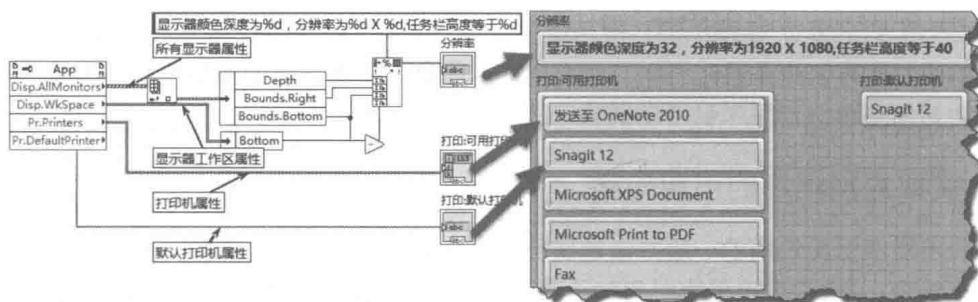 显示器颜色深度为%d，分辨率为%d X %d,任务栏高度等于%d
所有显示器属性
App
Disp.AllMonitors
Disp.WkSpace
Pr.Printers
Pr.DefaultPrinter
Depth
Bounds.Right
Bounds.Bottom
Bottom
显示器工作区属性
打印机属性
默认打印机属性
分辨率
abc
打印:可用打印机
打印:默认打印机
abc
分辨率
显示器颜色深度为32，分辨率为1920 X 1080,任务栏高度等于40
打印:可用打印机
发送至 OneNote 2010
Snagit 12
Microsoft XPS Document
Microsoft Print to PDF
Fax
打印:默认打印机
Snagit 12